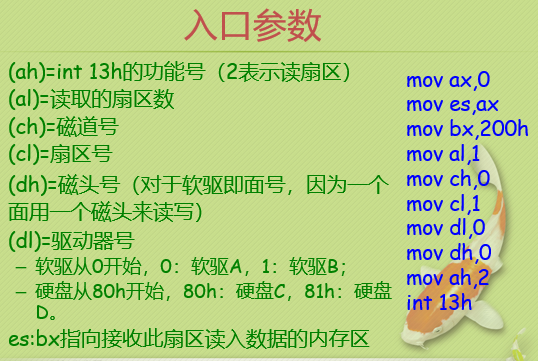 入口参数
(ah)=int 13h的功能号（2表示读扇区）
(al)=读取的扇区数
(ch)=磁道号
(cl)=扇区号
(dh)=磁头号（对于软驱即面号，因为一个
面用一个磁头来读写）
(dl)=驱动器号
– 软驱从0开始，0：软驱A，1：软驱B；
– 硬盘从80h开始，80h：硬盘C，81h：硬盘
D。
es:bx指向接收此扇区读入数据的内存区
mov ax,0
mov es,ax
mov bx,200h
mov al,1
mov ch,0
mov cl,1
mov dl,0
mov dh,0
mov ah,2
int 13h